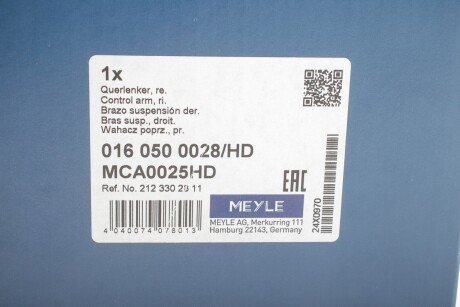 1x
Querlenker, re.
Control arm, ri.
Brazo suspensión der.
Bras susp., droit.
Wahacz poprz., pr.
016 050 0028/HD
MCA0025HD
Ref. No. 212 330 28 11
EAC
MEYLE
MEYLE AG, Merkurring 111
Hamburg 22143, Germany
4 040074 078013
24X0970